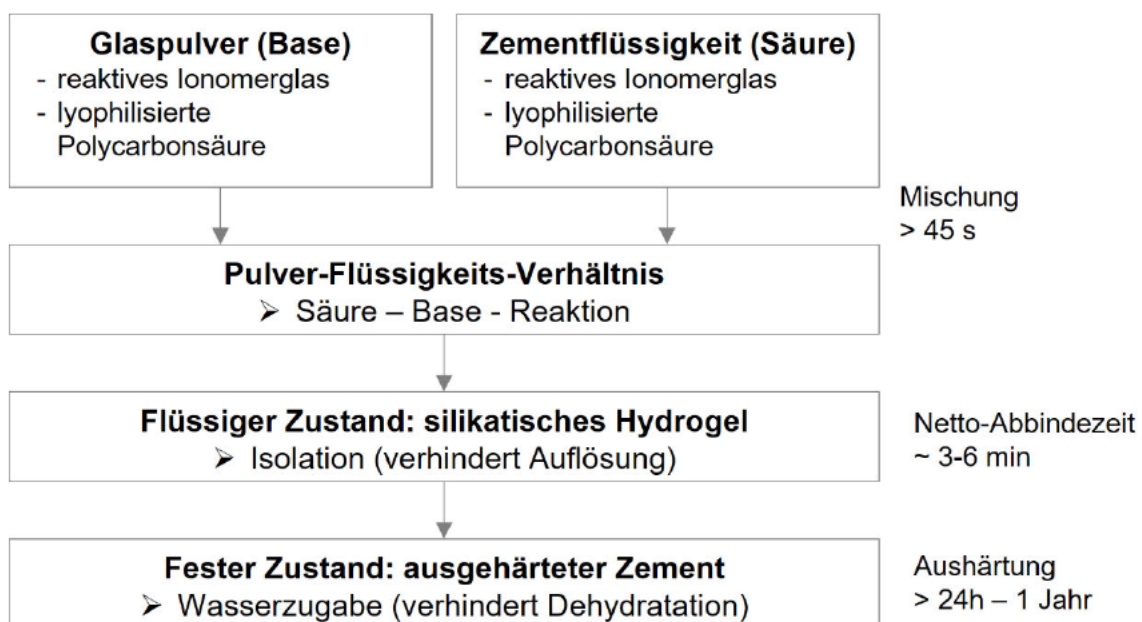 Glaspulver (Base)
- reaktives Ionomerglas
- lyophilisierte
Polycarbonsäure
Zementflüssigkeit (Säure)
- reaktives Ionomerglas
- lyophilisierte
Polycarbonsäure
Mischung
> 45 s
Pulver-Flüssigkeits-Verhältnis
➢ Säure – Base - Reaktion
Flüssiger Zustand: silikatisches Hydrogel
➢ Isolation (verhindert Auflösung)
Netto-Abbindezeit
~ 3-6 min
Fester Zustand: ausgehärteter Zement
➢ Wasserzugabe (verhindert Dehydratation)
Aushärtung
> 24h – 1 Jahr